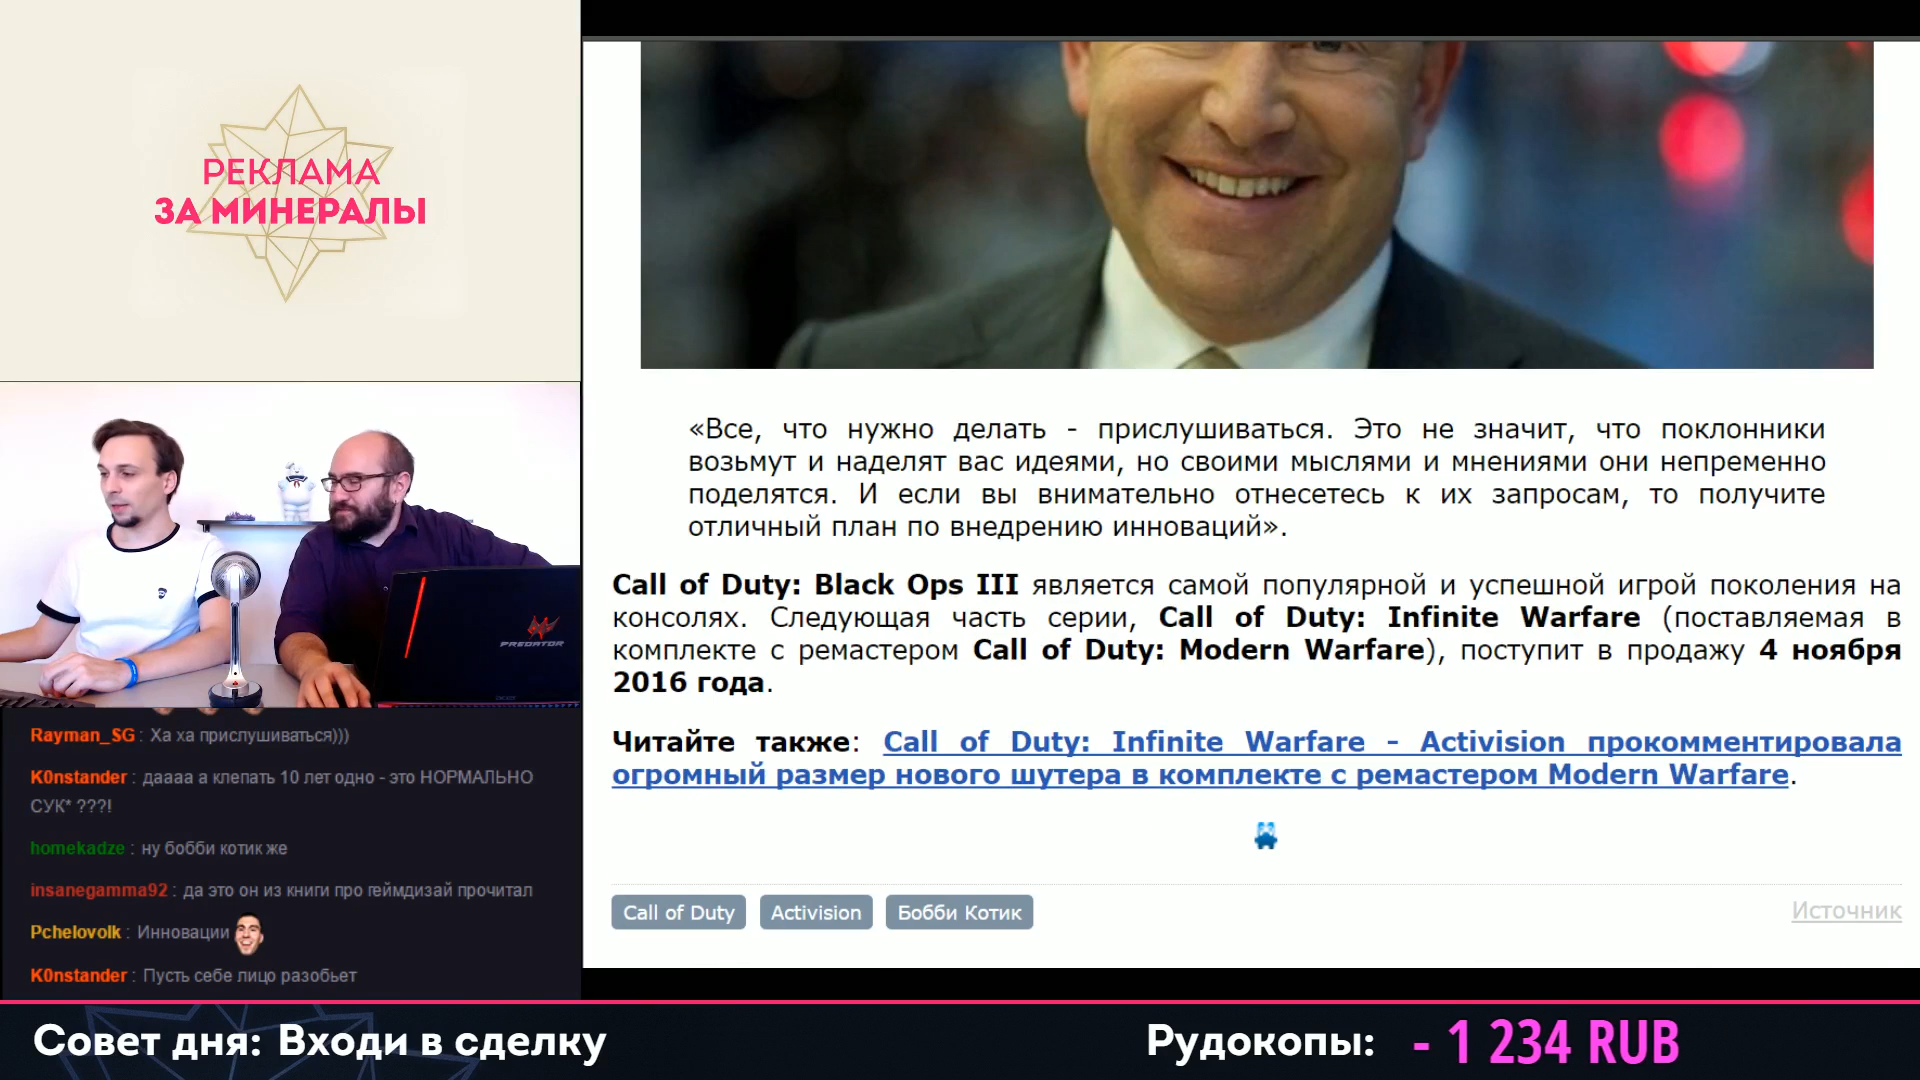 РЕКЛАМА
ЗА МИНЕРАЛЫ
PREDATOR
Rayman_SG : Ха ха прислушиваться)))
K0nstander : даааа а клепать 10 лет одно - это НОРМАЛЬНО
СУК* ???!
homekadze : ну бобби котик же
insanegamma92 : да это он из книги про геймдизай прочитал
Pchelovolk : Инновации
K0nstander : Пусть себе лицо разобьет
«Все, что нужно делать - прислушиваться. Это не значит, что поклонники
возьмут и наделят вас идеями, но своими мыслями и мнениями они непременно
поделятся. И если вы внимательно отнесетесь к их запросам, то получите
отличный план по внедрению инноваций».
Call of Duty: Black Ops III является самой популярной и успешной игрой поколения на
консолях. Следующая часть серии, Call of Duty: Infinite Warfare (поставляемая в
комплекте с ремастером Call of Duty: Modern Warfare), поступит в продажу 4 ноября
2016 года.
Читайте также: Call of Duty: Infinite Warfare - Activision прокомментировала
огромный размер нового шутера в комплекте с ремастером Modern Warfare.
Call of Duty Activision Бобби Котик Источник
Совет дня: Входи в сделку Рудокопы: - 1 234 RUB